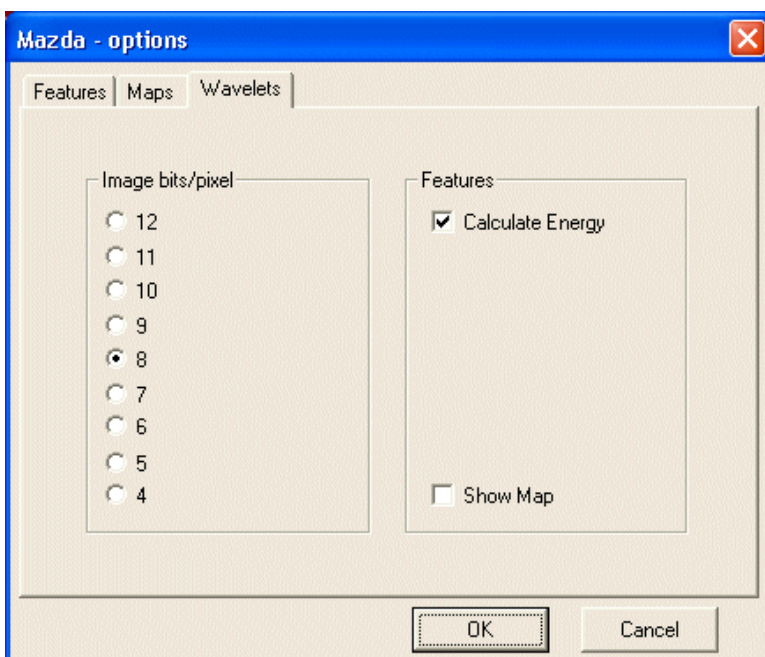 Mazda - options
Features
Maps
Wavelets
Image bits/pixel
12
11
10
9
8
7
6
5
4
Features
Calculate Energy
Show Map
OK
Cancel